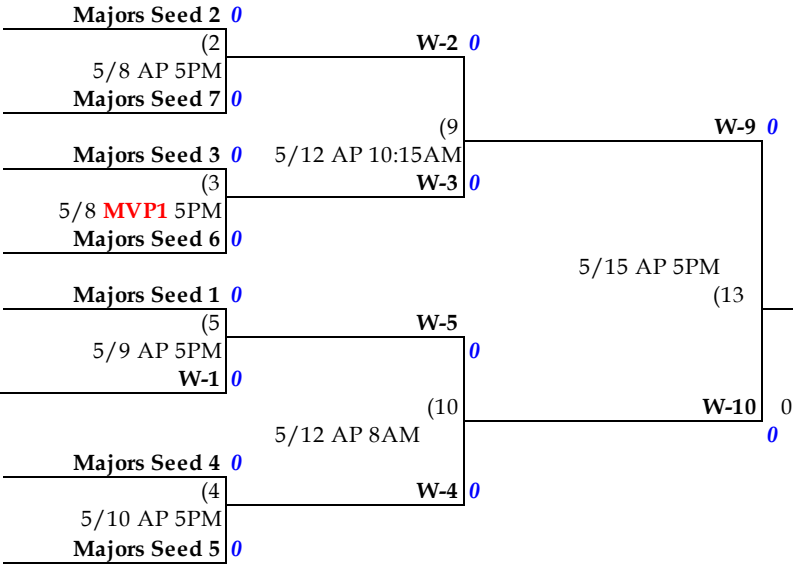 Majors Seed 2 0
(2 W-2 0
5/8 AP 5PM
Majors Seed 7 0
(9 W-9 0
Majors Seed 3 0 5/12 AP 10:15AM
(3 W-3 0
5/8 MVP1 5PM
Majors Seed 6 0
5/15 AP 5PM
Majors Seed 1 0 (13
(5 W-5
5/9 AP 5PM 0
W-1 0
(10 W-10 0
5/12 AP 8AM 0
Majors Seed 4 0
(4 W-4 0
5/10 AP 5PM
Majors Seed 5 0